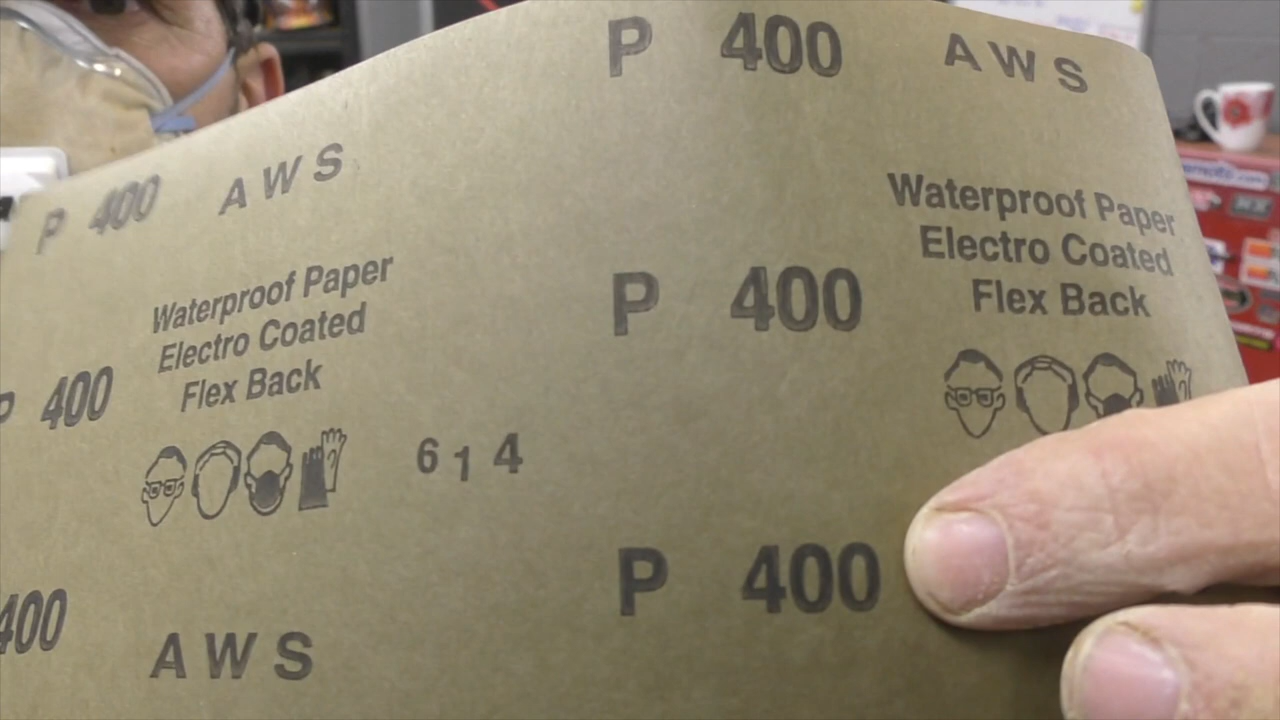 P 400 AWS
P 400 AWS
Waterproof Paper
Electro Coated
Flex Back
Waterproof Paper
Electro Coated
Flex Back
P 400
P 400
614
P 400
400
AWS